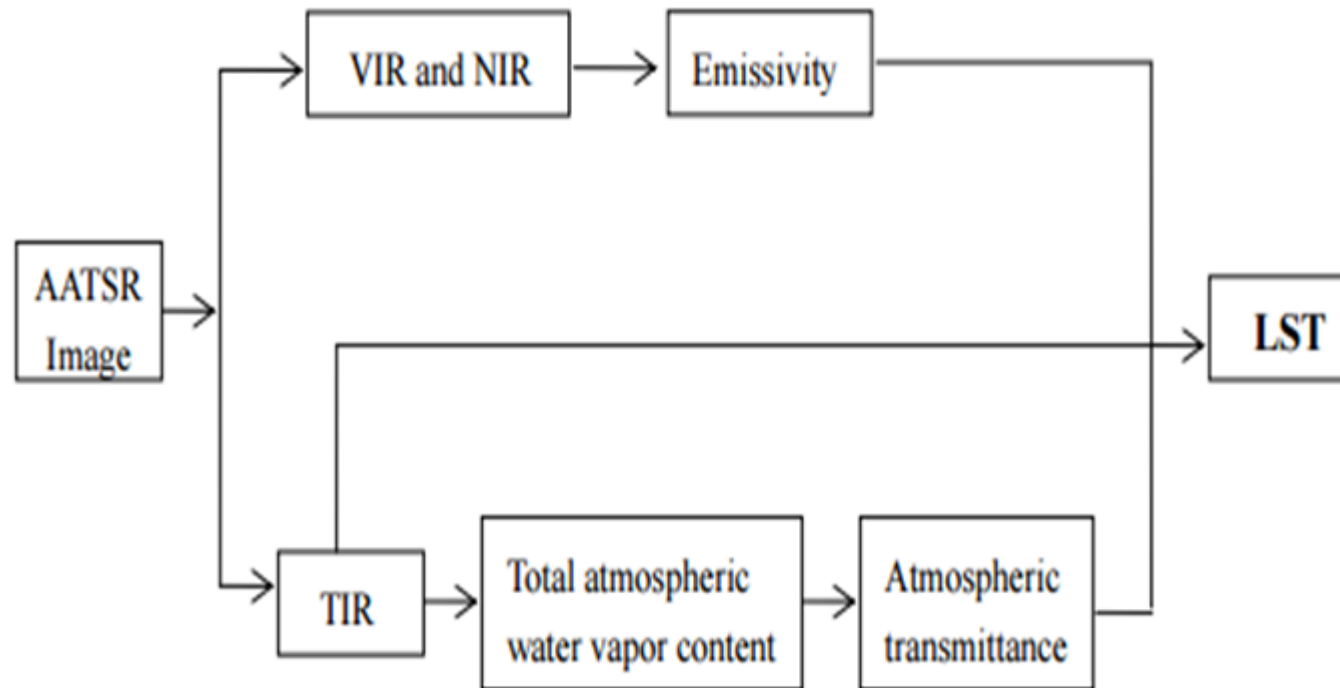 VIR and NIR
Emissivity
AATSR
Image
LST
TIR
Total atmospheric
water vapor content
Atmospheric
transmittance